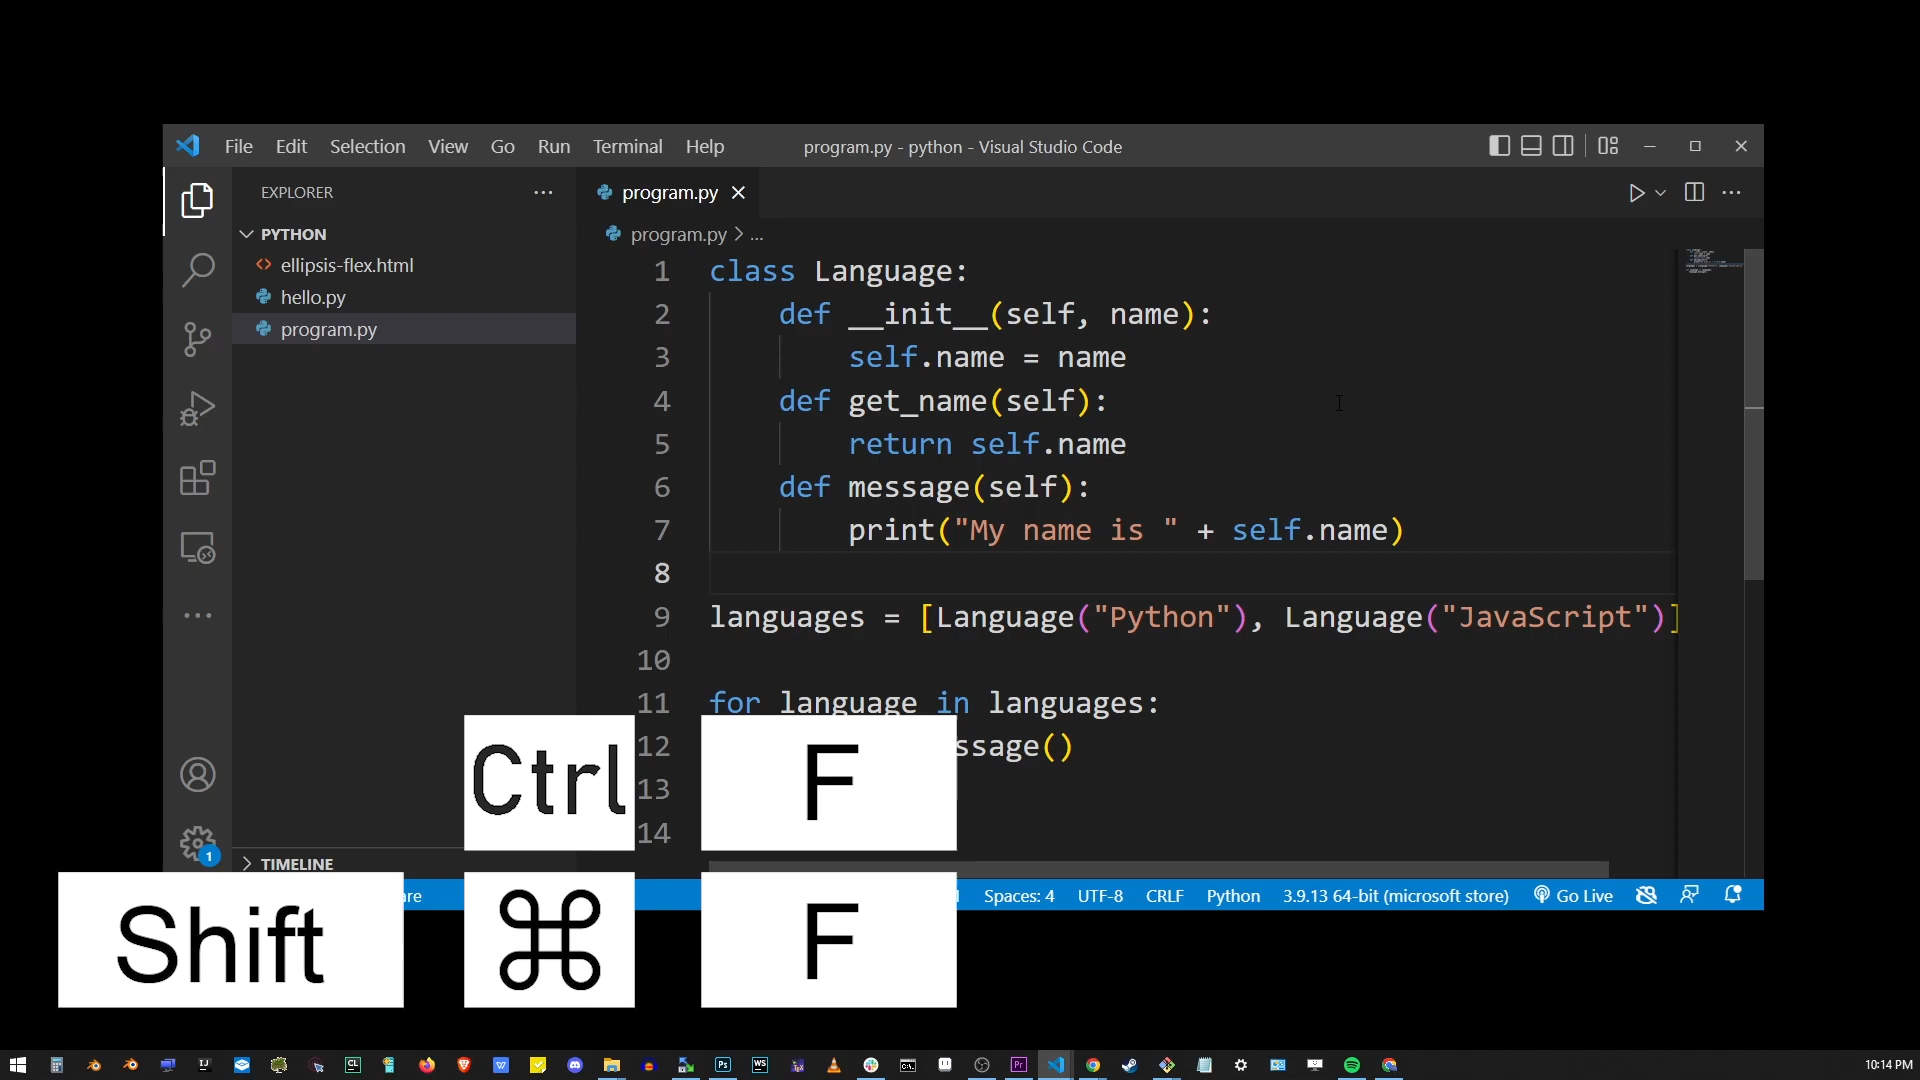 File Edit Selection View Go Run Terminal Help
program.py - python - Visual Studio Code
EXPLORER
PYTHON
ellipsis-flex.html
hello.py
program.py
TIMELINE
1
program.py
program.py > ...
1 class Language:
2 def __init__(self, name):
3 self.name = name
4 def get_name(self):
5 return self.name
6 def message(self):
7 print("My name is " + self.name)
8
9 languages = [Language("Python"), Language("JavaScript")]
10
11 for language in languages:
12 ssage()
13
14
Ctrl F
Shift ⌘ F
are
Spaces: 4 UTF-8 CRLF Python 3.9.13 64-bit (microsoft store) Go Live
10:14 PM